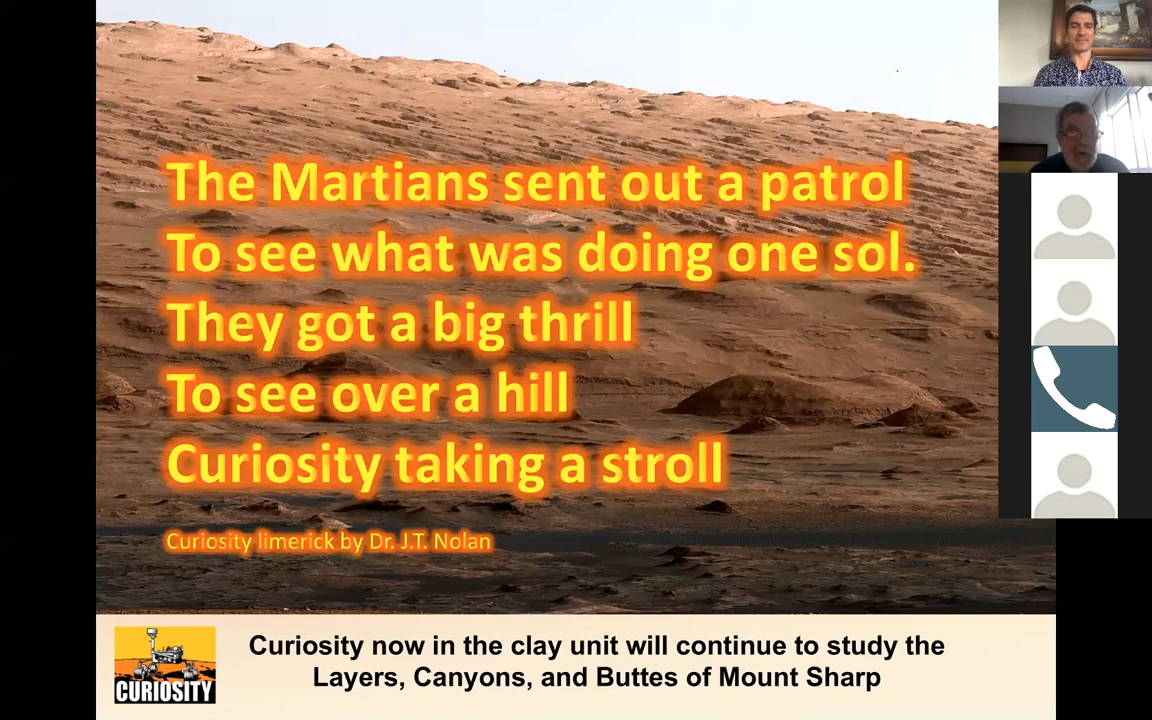 The Martians sent out a patrol
To see what was doing one sol.
They got a big thrill
To see over a hill
Curiosity taking a stroll
Curiosity limerick by Dr. J.T. Nolan
CURIOSITY
Curiosity now in the clay unit will continue to study the
Layers, Canyons, and Buttes of Mount Sharp